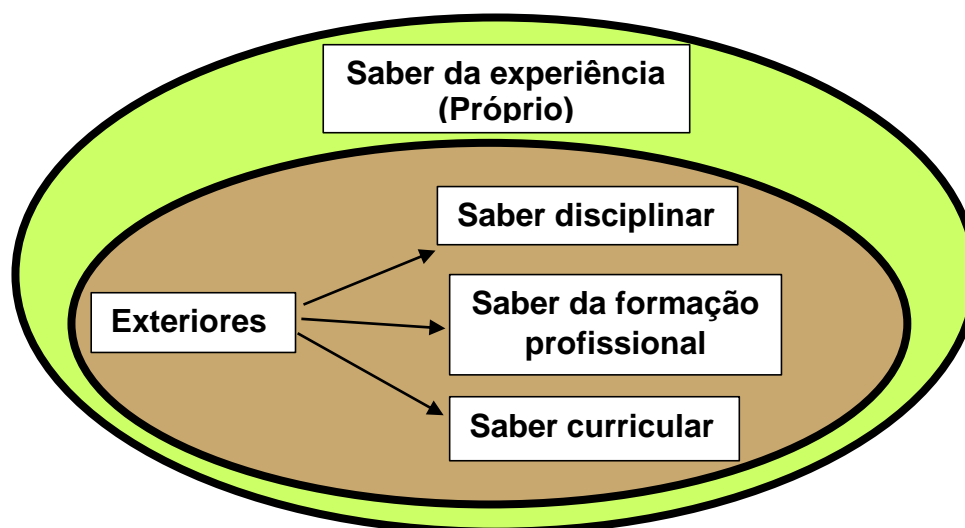 Saber da experiência
(Próprio)
Saber disciplinar
Exteriores
Saber da formação
profissional
Saber curricular